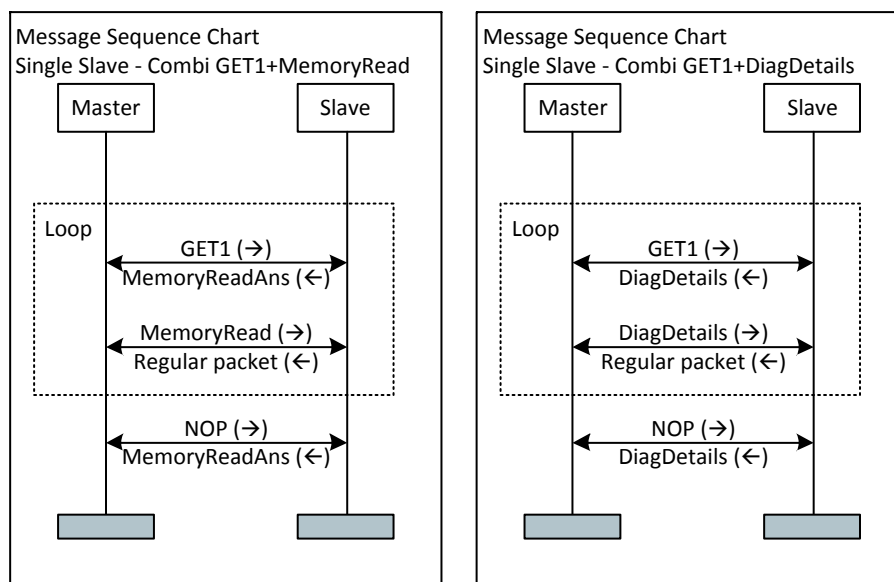 Message Sequence Chart
Single Slave - Combi GET1+MemoryRead
Master
Slave
Loop
GET1 (→)
MemoryReadAns (←)
MemoryRead (→)
Regular packet (←)
NOP (→)
MemoryReadAns (←)
Message Sequence Chart
Single Slave - Combi GET1+DiagDetails
Master
Slave
Loop
GET1 (→)
DiagDetails (←)
DiagDetails (→)
Regular packet (←)
NOP (→)
DiagDetails (←)